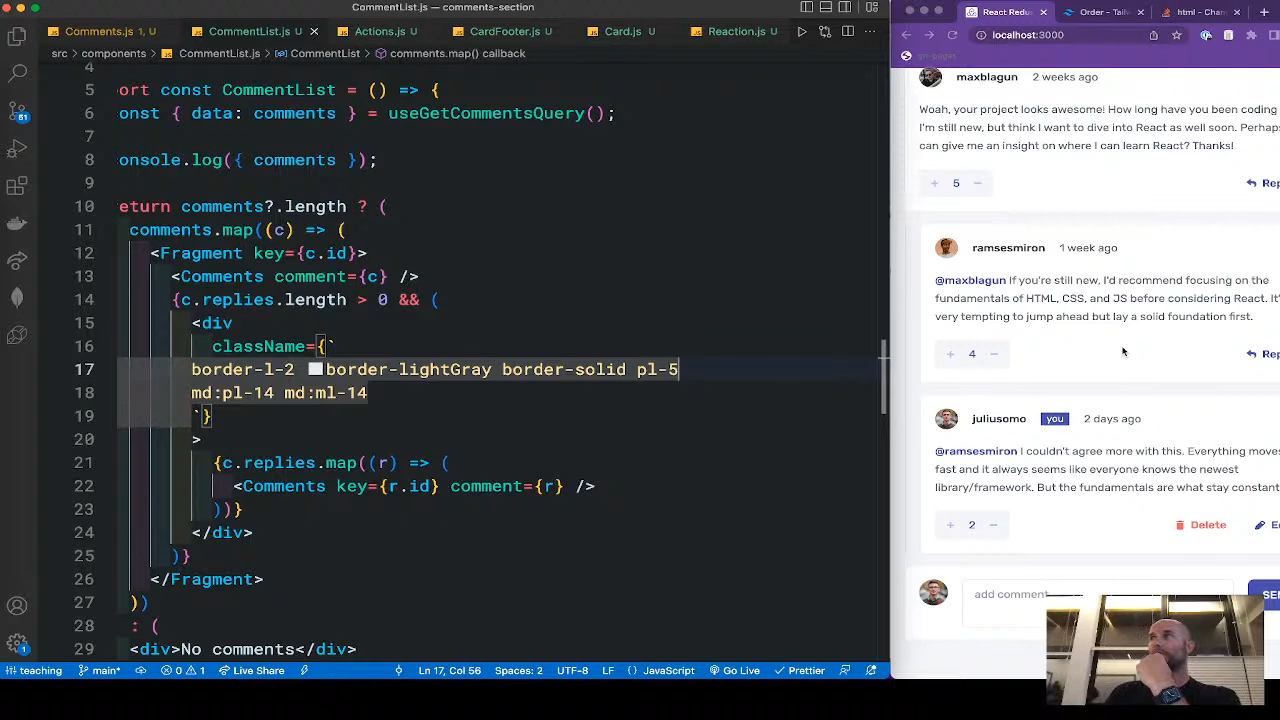 CommentList.js — comments-section
Comments.js 1, U
CommentList.js U
Actions.js U
CardFooter.js U
Card.js U
Reaction.js U
src > components > CommentList.js > CommentList > comments.map() callback
4
5 ort const CommentList = () => {
6 onst { data: comments } = useGetCommentsQuery();
7
8 onsole.log({ comments });
9
10 eturn comments?.length ? (
11 comments.map((c) => (
12 <Fragment key={c.id}>
13 <Comments comment={c} />
14 {c.replies.length > 0 && (
15 <div
16 className={`
17 border-l-2 border-lightGray border-solid pl-5
18 md:pl-14 md:ml-14
19 `}
20 >
21 {c.replies.map((r) => (
22 <Comments key={r.id} comment={r} />
23 ))}
24 </div>
25 )}
26 </Fragment>
27 ))
28 : (
29 <div>No comments</div>
51
1
teaching
main*
0 1
Live Share
Ln 17, Col 56
Spaces: 2
UTF-8
LF
{} JavaScript
Go Live
Prettier
React Redu
Order - Tail
html - Chan
localhost:3000
gh-pages
maxblagun 2 weeks ago
Woah, your project looks awesome! How long have you been coding
I'm still new, but think I want to dive into React as well soon. Perhap
can give me an insight on where I can learn React? Thanks!
+ 5 −
Rep
ramsesmiron 1 week ago
@maxblagun If you're still new, I'd recommend focusing on the
fundamentals of HTML, CSS, and JS before considering React. It'
very tempting to jump ahead but lay a solid foundation first.
+ 4 −
Rep
juliusomo you 2 days ago
@ramsesmiron I couldn't agree more with this. Everything moves
fast and it always seems like everyone knows the newest
library/framework. But the fundamentals are what stay constant
+ 2 −
Delete
E
add comment
SEN